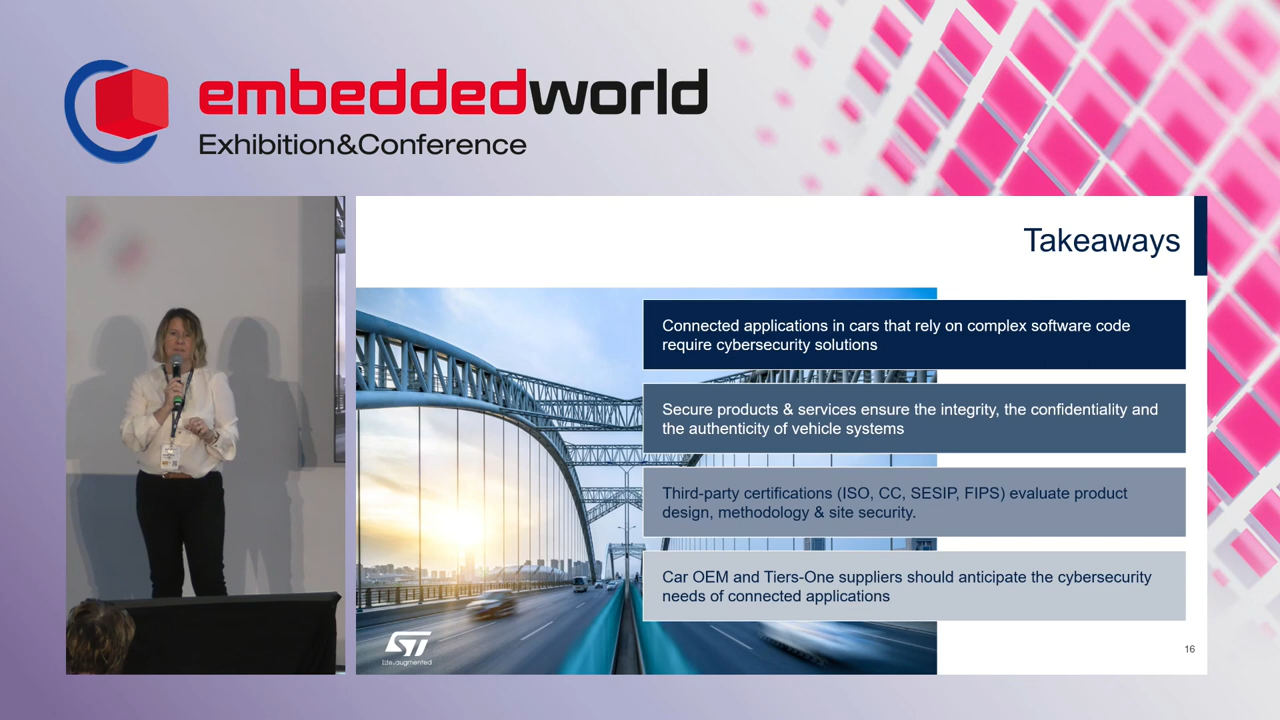 embeddedworld
Exhibition&Conference
Takeaways
Connected applications in cars that rely on complex software code
require cybersecurity solutions
Secure products & services ensure the integrity, the confidentiality and
the authenticity of vehicle systems
Third-party certifications (ISO, CC, SESIP, FIPS) evaluate product
design, methodology & site security.
Car OEM and Tiers-One suppliers should anticipate the cybersecurity
needs of connected applications
ST
life.augmented
16